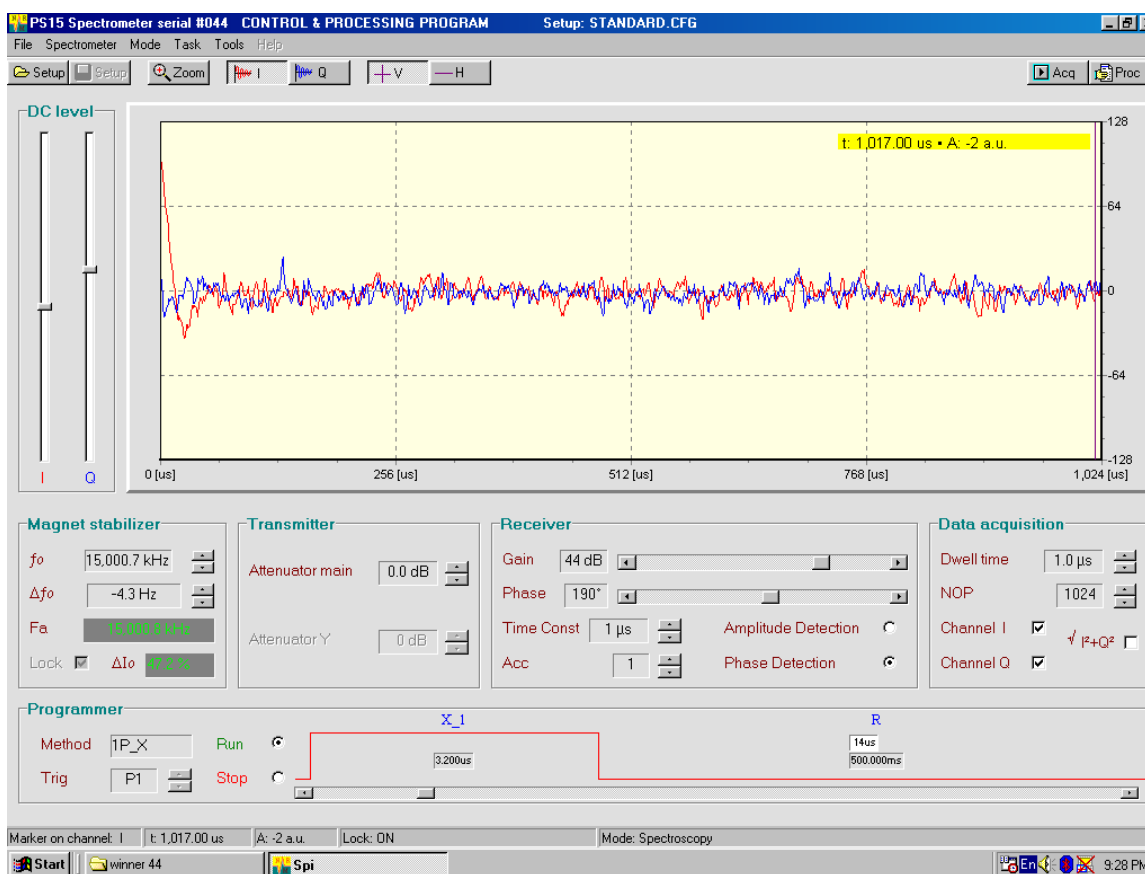 PS15 Spectrometer serial #044 CONTROL & PROCESSING PROGRAM Setup: STANDARD.CFG
File Spectrometer Mode Task Tools Help
Setup Setup Zoom I Q V H Acq Proc
DC level
I Q
t: 1,017.00 us • A: -2 a.u.
128
64
0
-64
-128
0 [us] 256 [us] 512 [us] 768 [us] 1,024 [us]
Magnet stabilizer
fo 15,000.7 kHz
Δfo -4.3 Hz
Fa 15,000.8 kHz
Lock ΔIo 47.2 %
Transmitter
Attenuator main 0.0 dB
Attenuator Y 0 dB
Receiver
Gain 44 dB
Phase 190°
Time Const 1 µs Amplitude Detection
Acc 1 Phase Detection
Data acquisition
Dwell time 1.0 µs
NOP 1024
Channel I
√ I²+Q²
Channel Q
Programmer
X_1 R
Method 1P_X Run
Trig P1 Stop
3.200us
14us
500.000ms
Marker on channel: I t: 1,017.00 us A: -2 a.u. Lock: ON Mode: Spectroscopy
Start winner 44 Spi En 9:28 PM